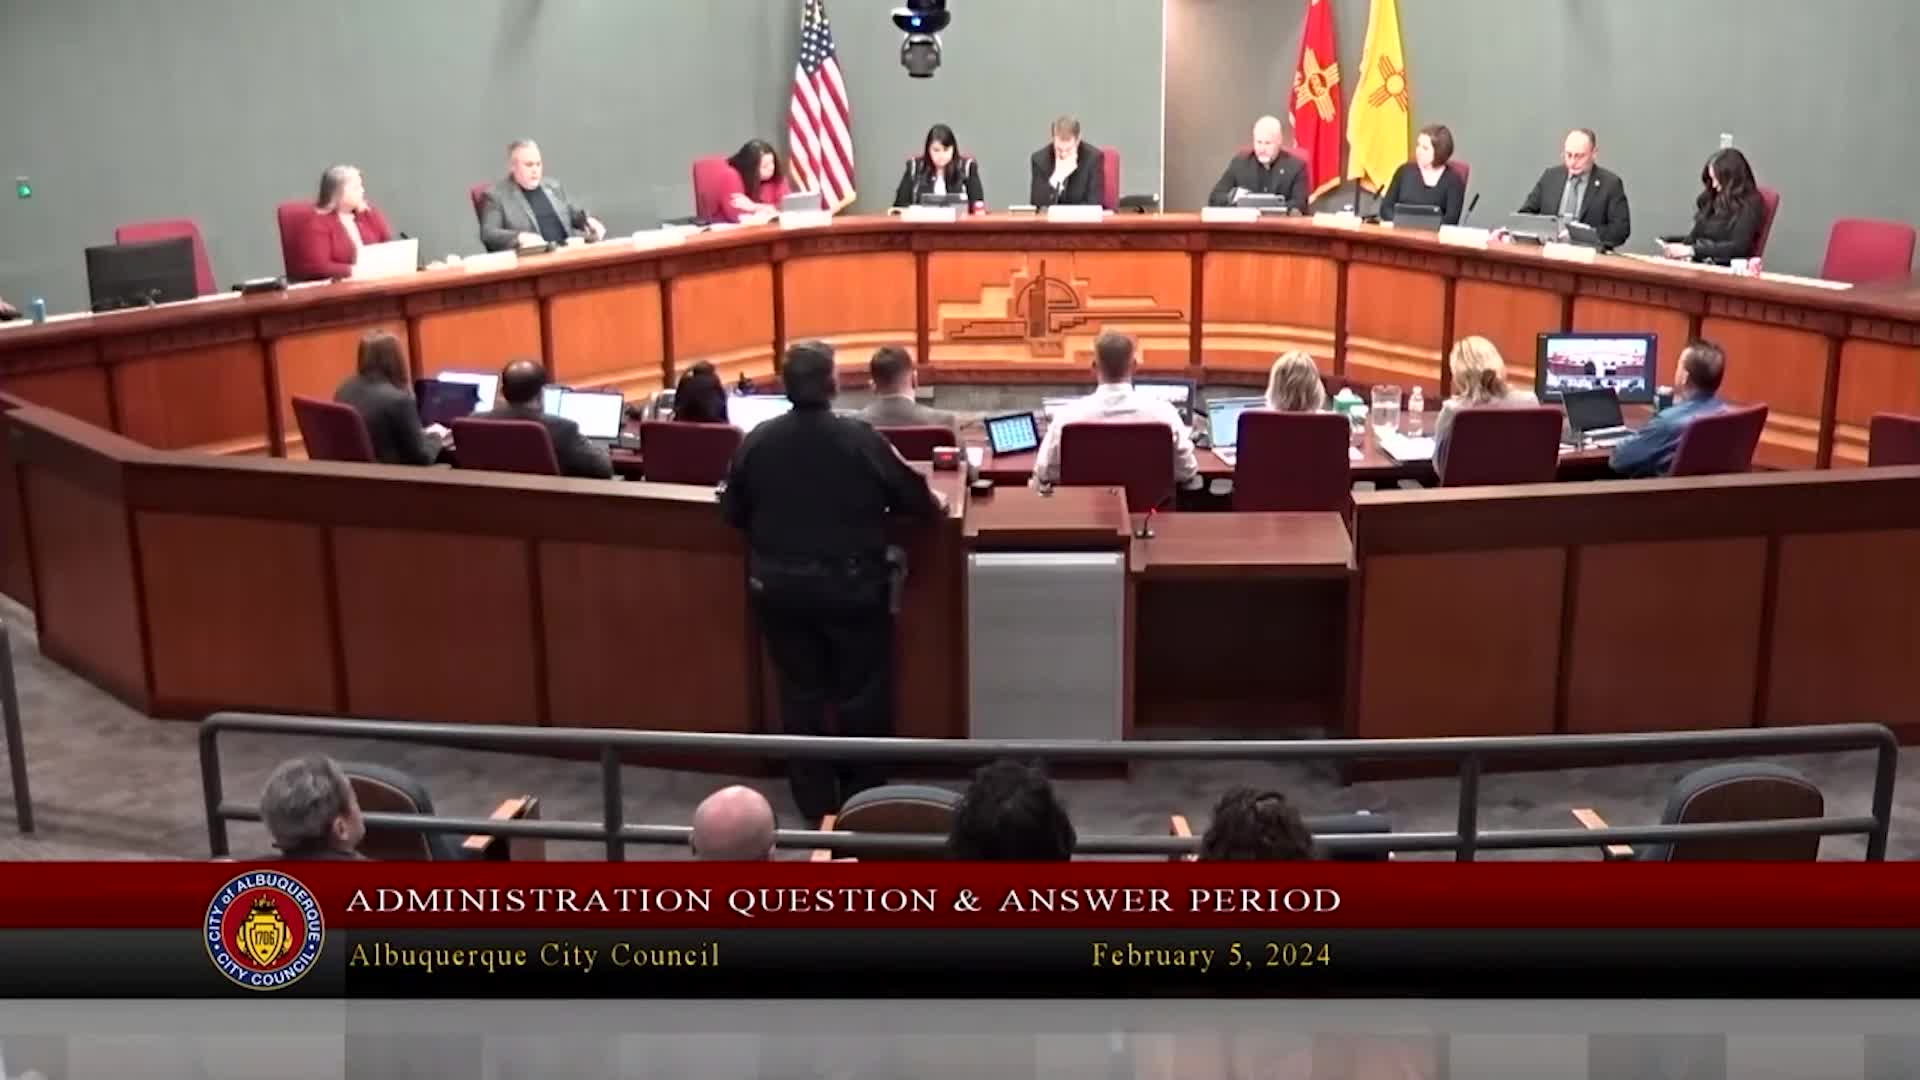 ADMINISTRATION QUESTION & ANSWER PERIOD
Albuquerque City Council
February 5, 2024
CITY of ALBUQUERQUE
1706
CITY COUNCIL